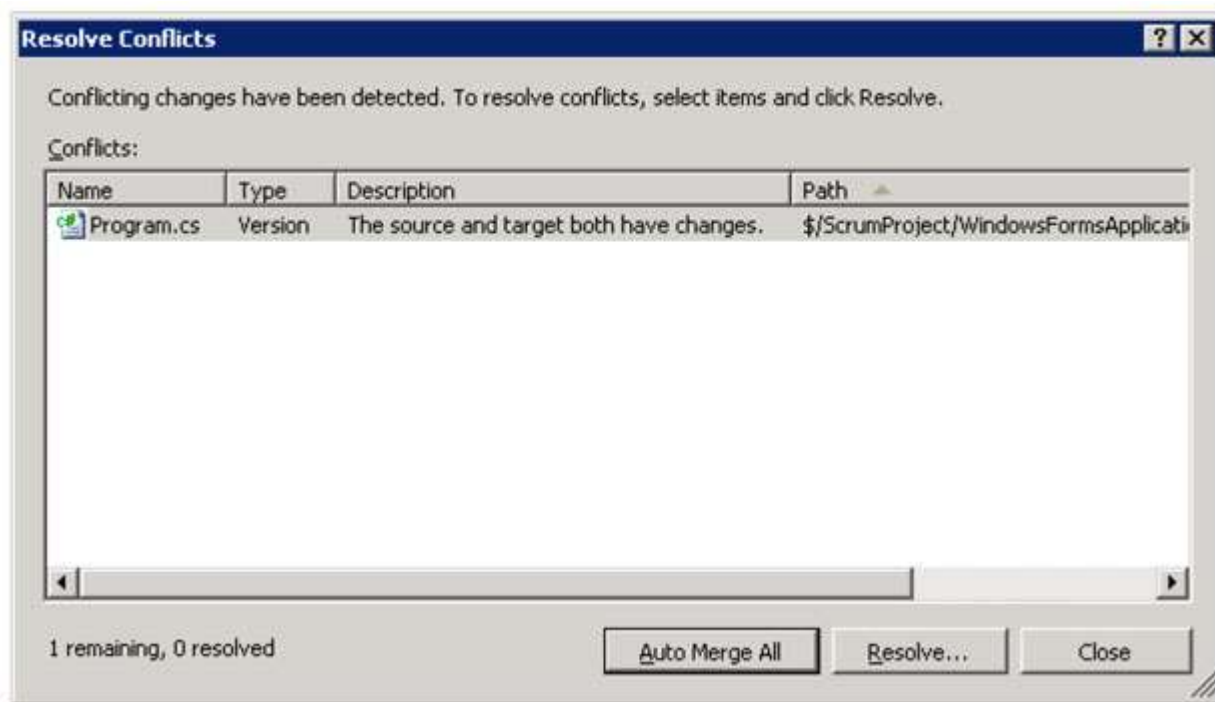 Resolve Conflicts
Conflicting changes have been detected. To resolve conflicts, select items and click Resolve.
Conflicts:
Name Type Description Path
Program.cs Version The source and target both have changes. $/ScrumProject/WindowsFormsApplicati
1 remaining, 0 resolved Auto Merge All Resolve... Close